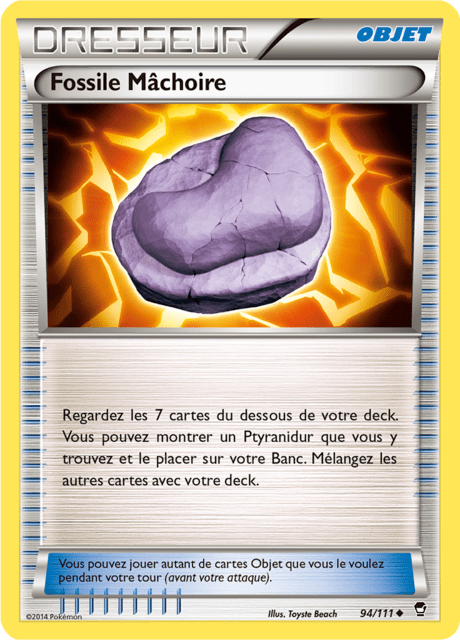 DRESSEUR
OBJET
Fossile Mâchoire
Regardez les 7 cartes du dessous de votre deck.
Vous pouvez montrer un Ptyranidur que vous y
trouvez et le placer sur votre Banc. Mélangez les
autres cartes avec votre deck.
Vous pouvez jouer autant de cartes Objet que vous le voulez
pendant votre tour (avant votre attaque).
©2014 Pokémon
Illus. Toyste Beach
94/111